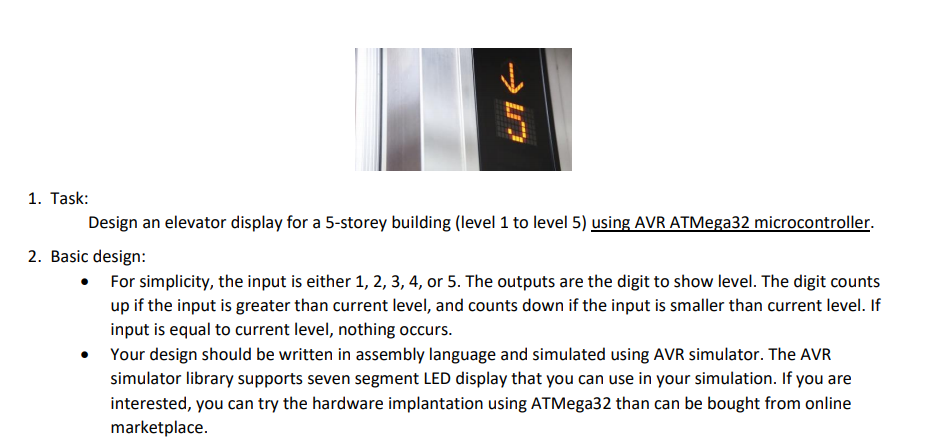 ↓
5
1. Task:
Design an elevator display for a 5-storey building (level 1 to level 5) using AVR ATMega32 microcontroller.
2. Basic design:
• For simplicity, the input is either 1, 2, 3, 4, or 5. The outputs are the digit to show level. The digit counts
up if the input is greater than current level, and counts down if the input is smaller than current level. If
input is equal to current level, nothing occurs.
• Your design should be written in assembly language and simulated using AVR simulator. The AVR
simulator library supports seven segment LED display that you can use in your simulation. If you are
interested, you can try the hardware implantation using ATMega32 than can be bought from online
marketplace.